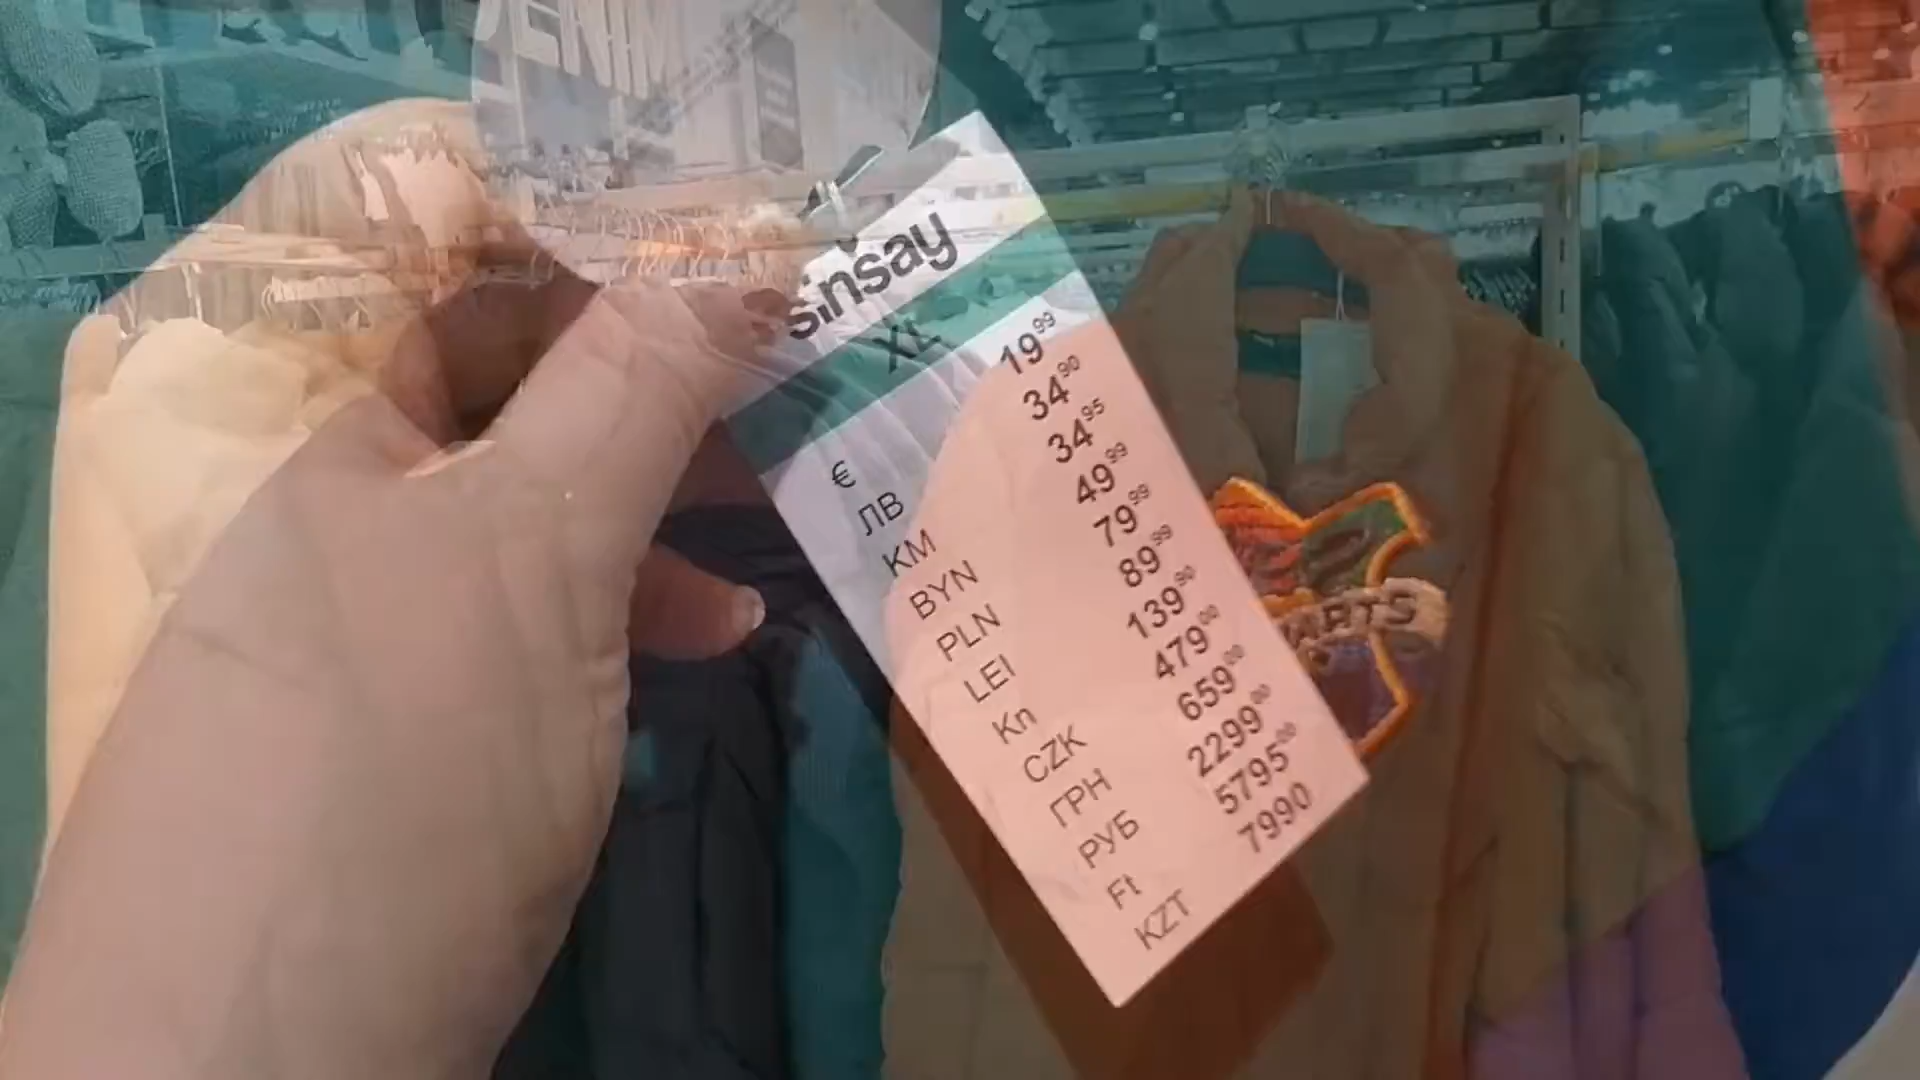 DENIM
sinsay
XL
€ 19⁹⁹
ЛВ 34⁹⁰
KM 34⁹⁵
BYN 49⁹⁹
PLN 79⁹⁹
LEI 89⁹⁹
Kn 139⁹⁰
CZK 479⁰⁰
ГРН 659⁰⁰
РУБ 2299⁰⁰
Ft 5795⁰⁰
KZT 7990